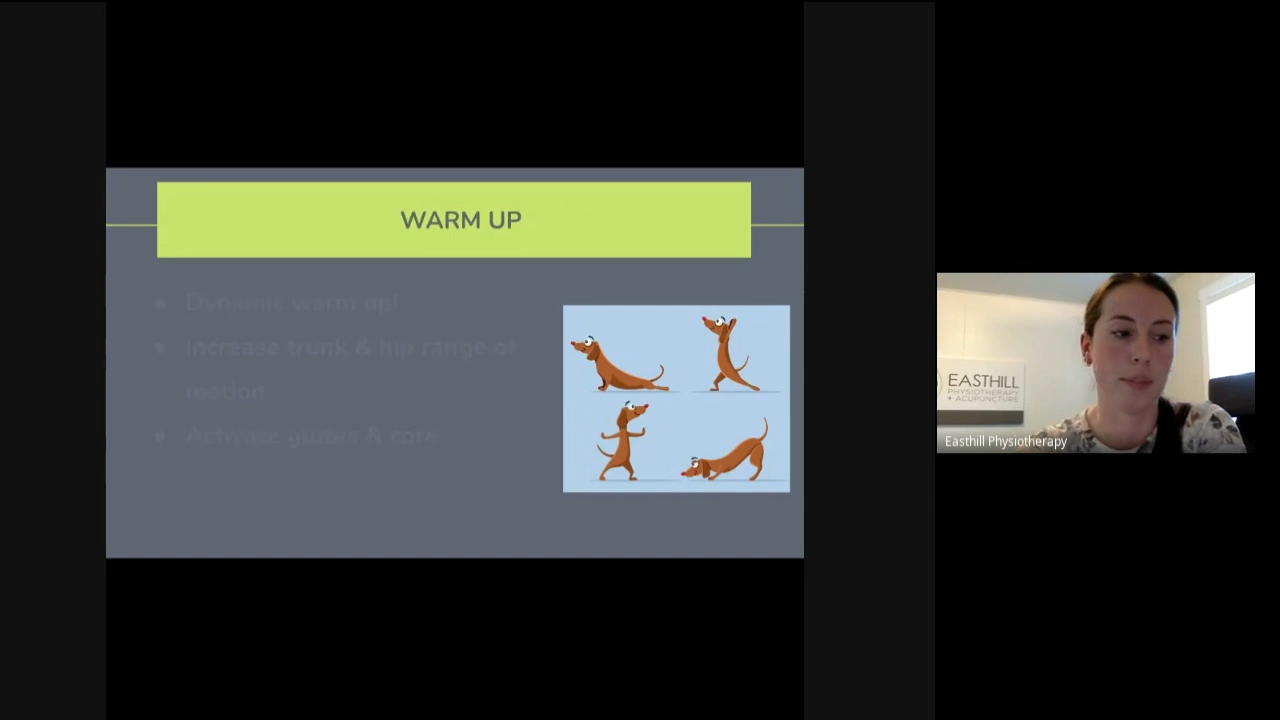 WARM UP
Dynamic warm up!
Increase trunk & hip range of
motion
Activate glutes & core
EASTHILL
PHYSIOTHERAPY
+ ACUPUNCTURE
Easthill Physiotherapy